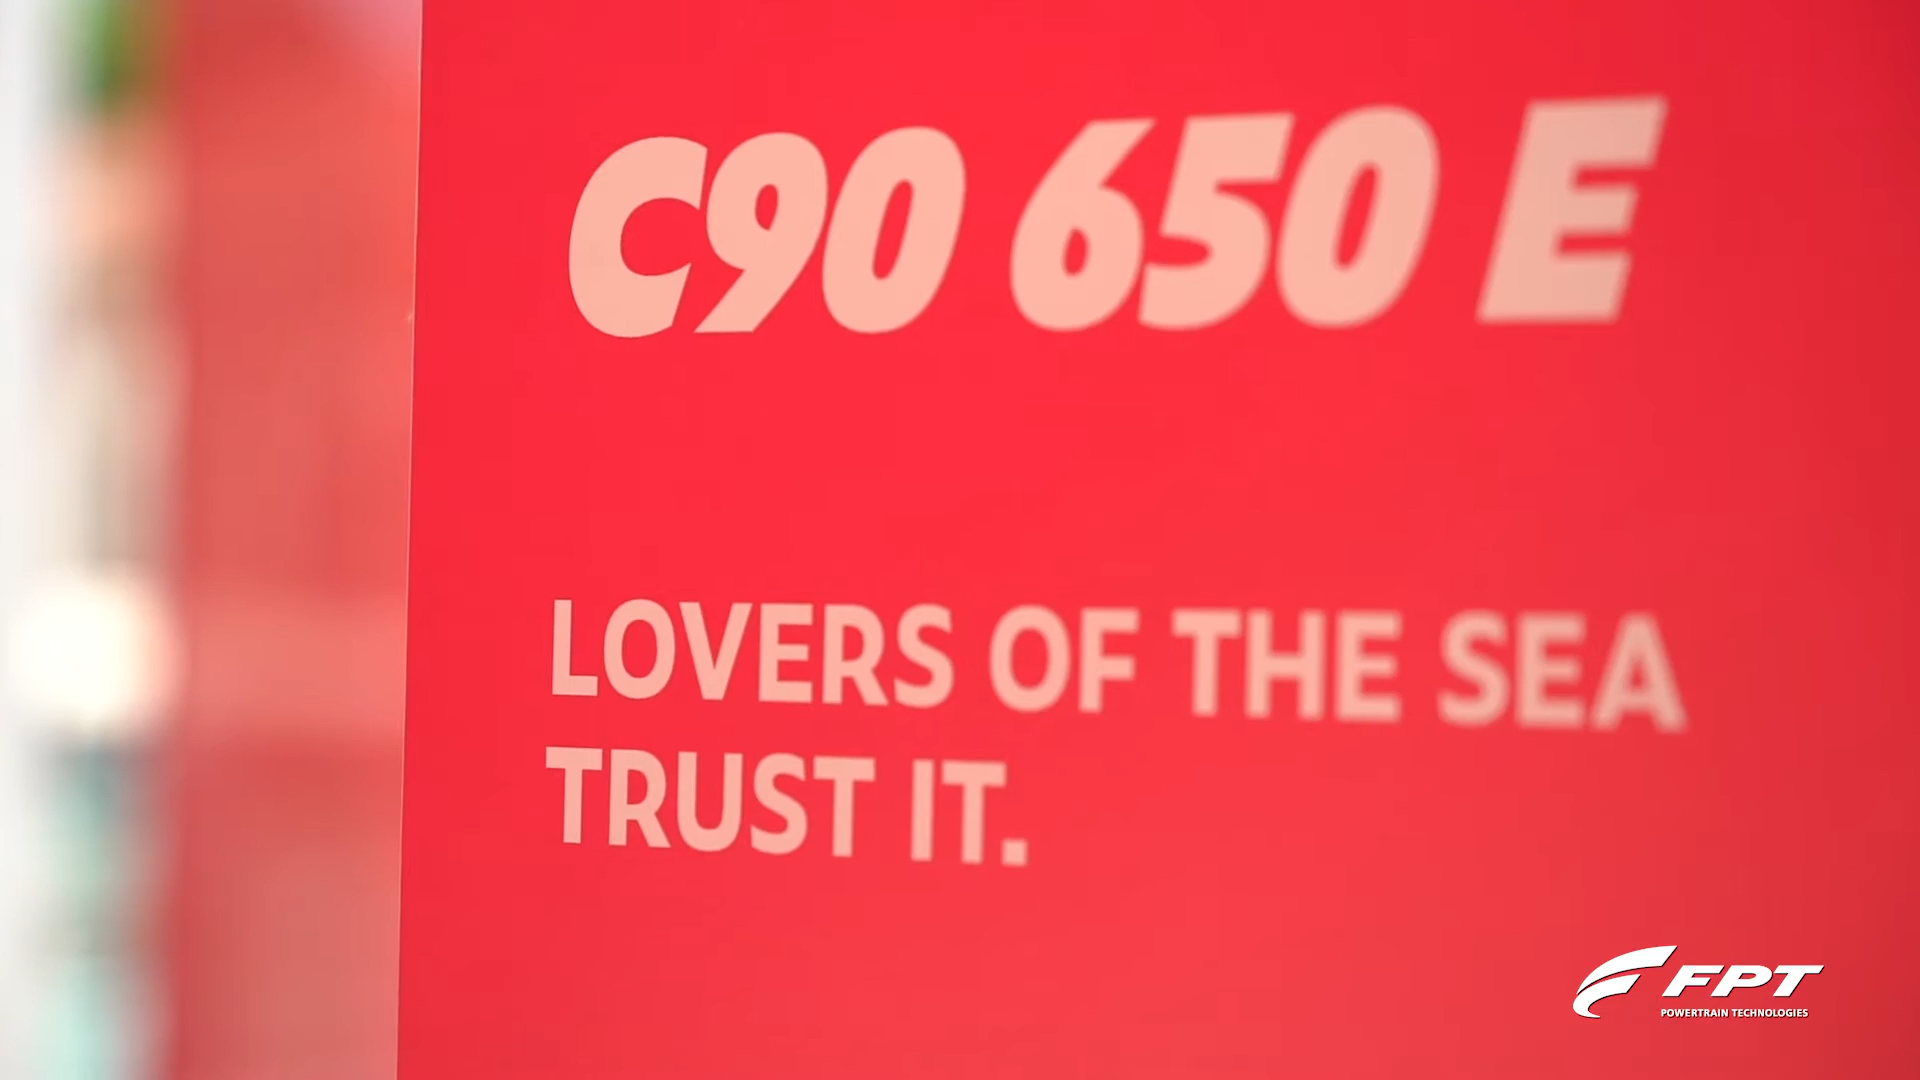 C90 650 E
LOVERS OF THE SEA
TRUST IT.
FPT
POWERTRAIN TECHNOLOGIES